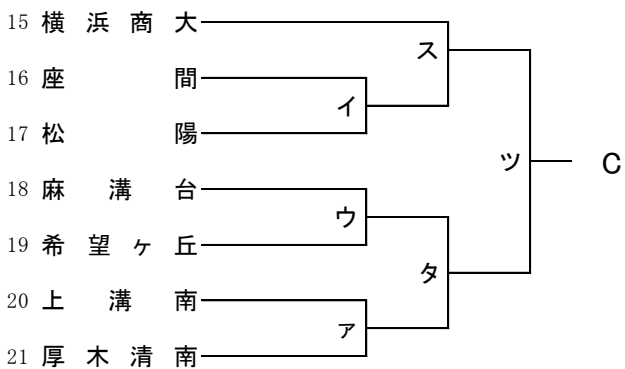 15 横浜商大
ス
16 座間
イ
17 松陽
ツ C
18 麻溝台
ウ
19 希望ヶ丘
タ
20 上溝南
ァ
21 厚木清南